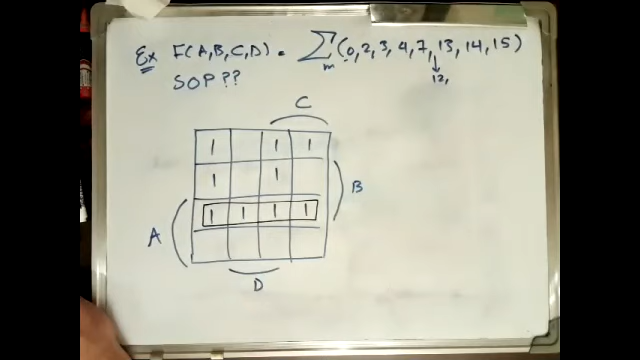 Ex F(A,B,C,D) = Σm(0,2,3,4,7,13,14,15)
12,
SOP??
C
1 1 1
1 1
B
1 1 1 1
A
D